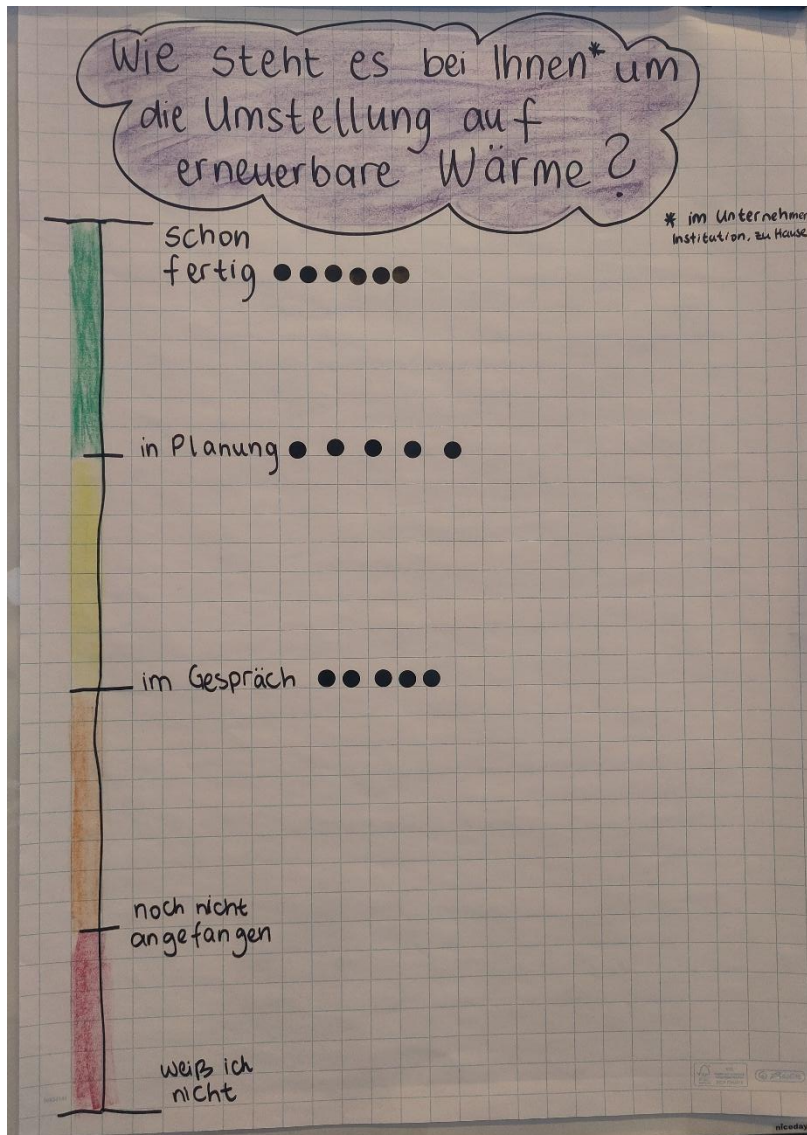 Wie steht es bei Ihnen* um
die Umstellung auf
erneuerbare Wärme?
* im Unternehmen
Institution, zu Hause
schon
fertig
in Planung
im Gespräch
noch nicht
angefangen
weiß ich
nicht